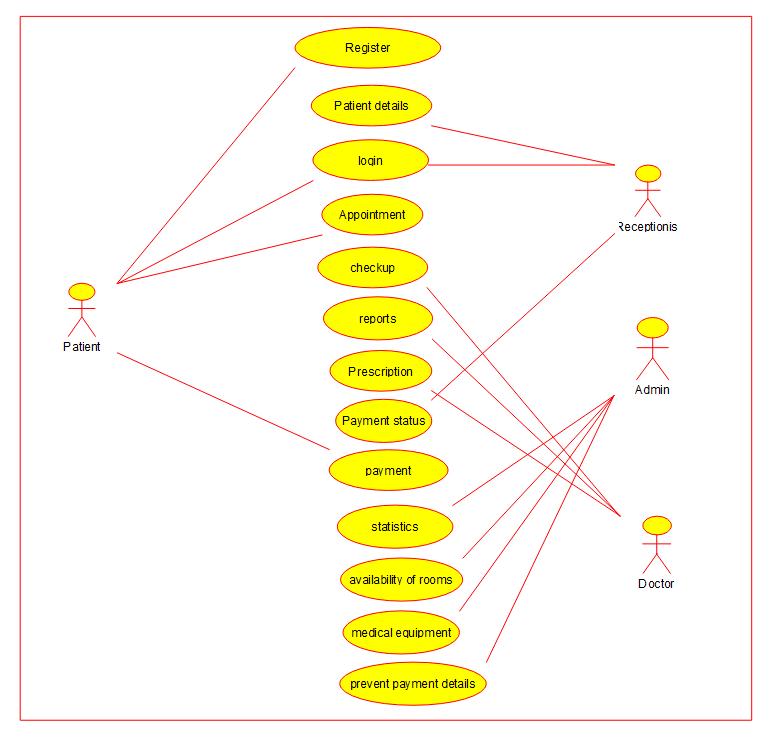 Register
Patient details
login
Appointment
checkup
reports
Prescription
Payment status
payment
statistics
availability of rooms
medical equipment
prevent payment details
Patient
Receptionis
Admin
Doctor